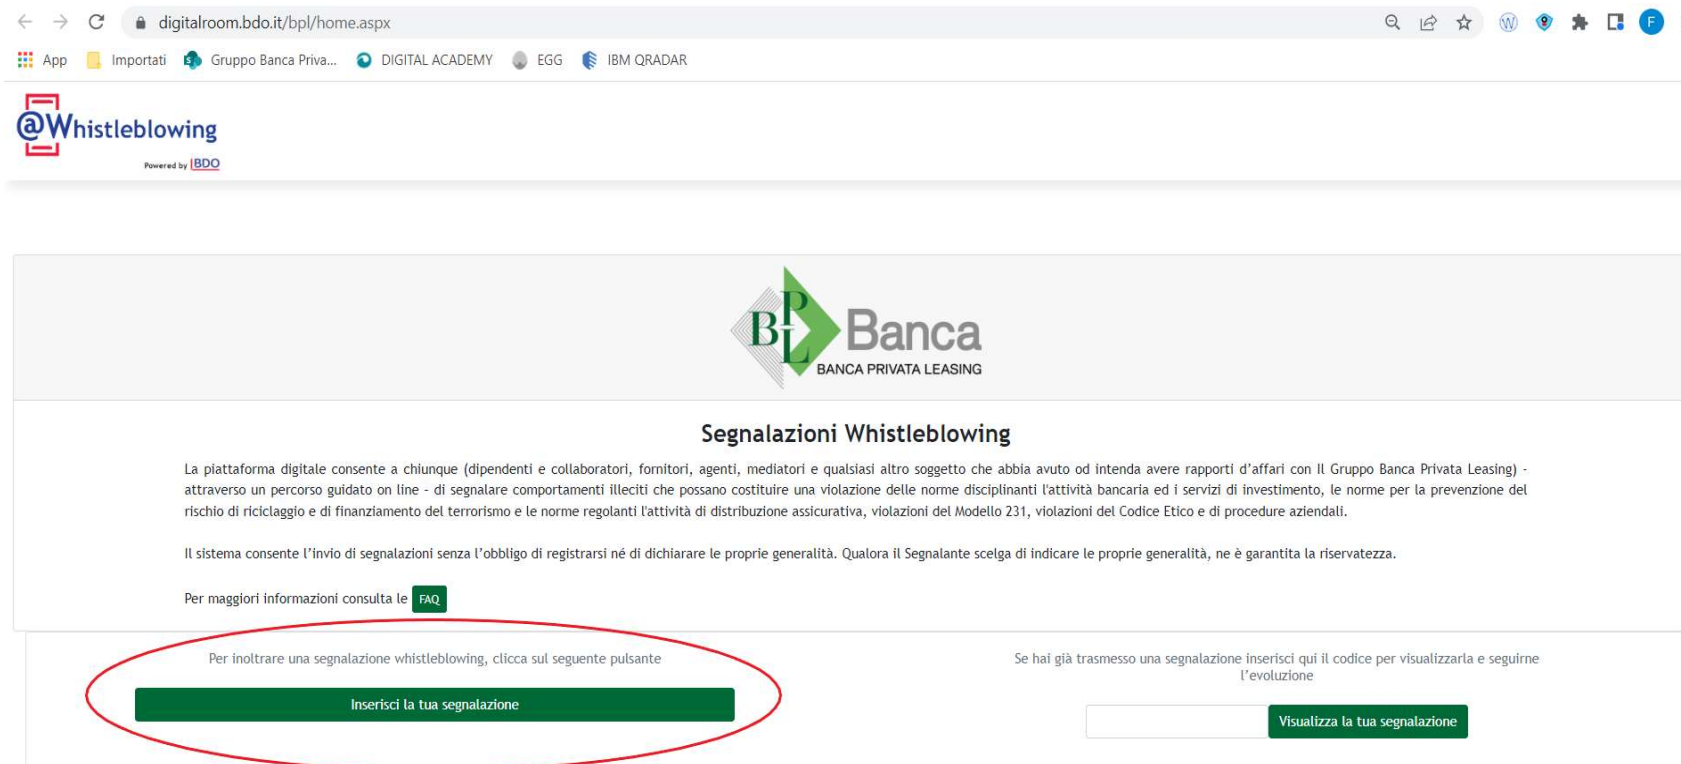 digitalroom.bdo.it/bpl/home.aspx
F
App Importati Gruppo Banca Priva... DIGITAL ACADEMY EGG IBM QRADAR
@Whistleblowing
Powered by |BDO
BPL Banca
BANCA PRIVATA LEASING
Segnalazioni Whistleblowing
La piattaforma digitale consente a chiunque (dipendenti e collaboratori, fornitori, agenti, mediatori e qualsiasi altro soggetto che abbia avuto od intenda avere rapporti d’affari con Il Gruppo Banca Privata Leasing) -
attraverso un percorso guidato on line - di segnalare comportamenti illeciti che possano costituire una violazione delle norme disciplinanti l'attività bancaria ed i servizi di investimento, le norme per la prevenzione del
rischio di riciclaggio e di finanziamento del terrorismo e le norme regolanti l'attività di distribuzione assicurativa, violazioni del Modello 231, violazioni del Codice Etico e di procedure aziendali.
Il sistema consente l’invio di segnalazioni senza l’obbligo di registrarsi né di dichiarare le proprie generalità. Qualora il Segnalante scelga di indicare le proprie generalità, ne è garantita la riservatezza.
Per maggiori informazioni consulta le FAQ
Per inoltrare una segnalazione whistleblowing, clicca sul seguente pulsante
Inserisci la tua segnalazione
Se hai già trasmesso una segnalazione inserisci qui il codice per visualizzarla e seguirne
l’evoluzione
Visualizza la tua segnalazione